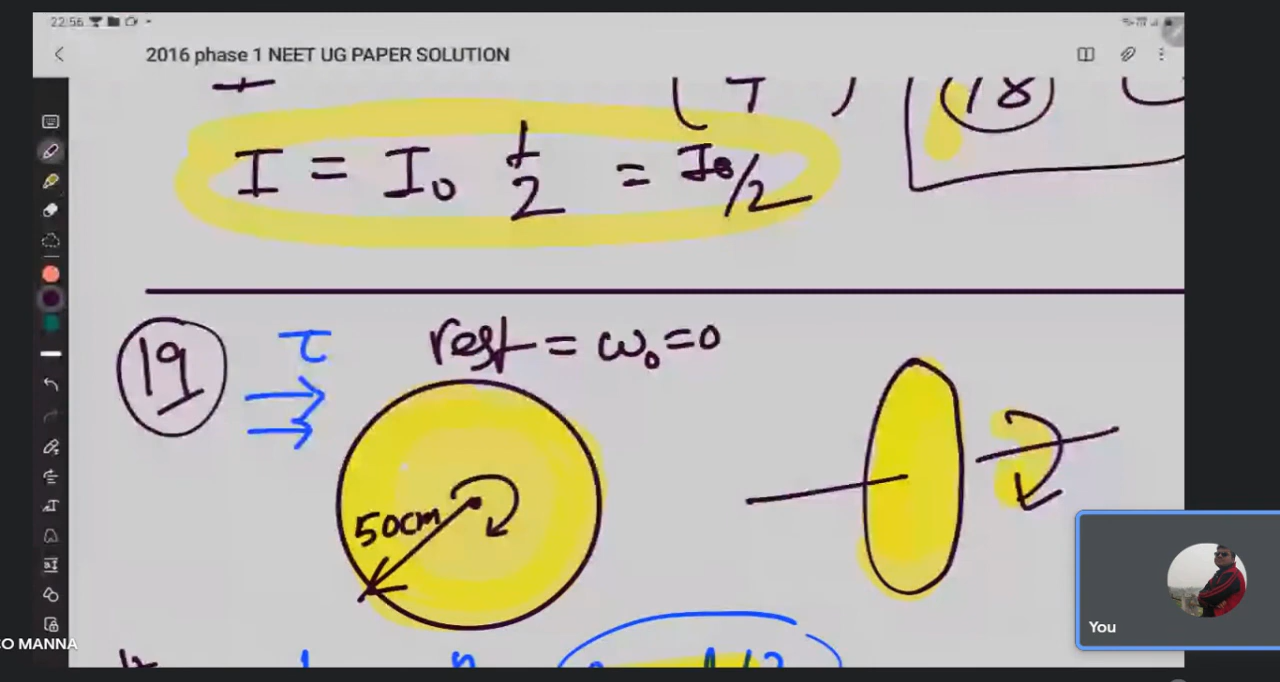 22:56
2016 phase 1 NEET UG PAPER SOLUTION
I = I₀ 1/2 = I₀/2
18
19
τ
rest = ω₀=0
50cm
You
CO MANNA